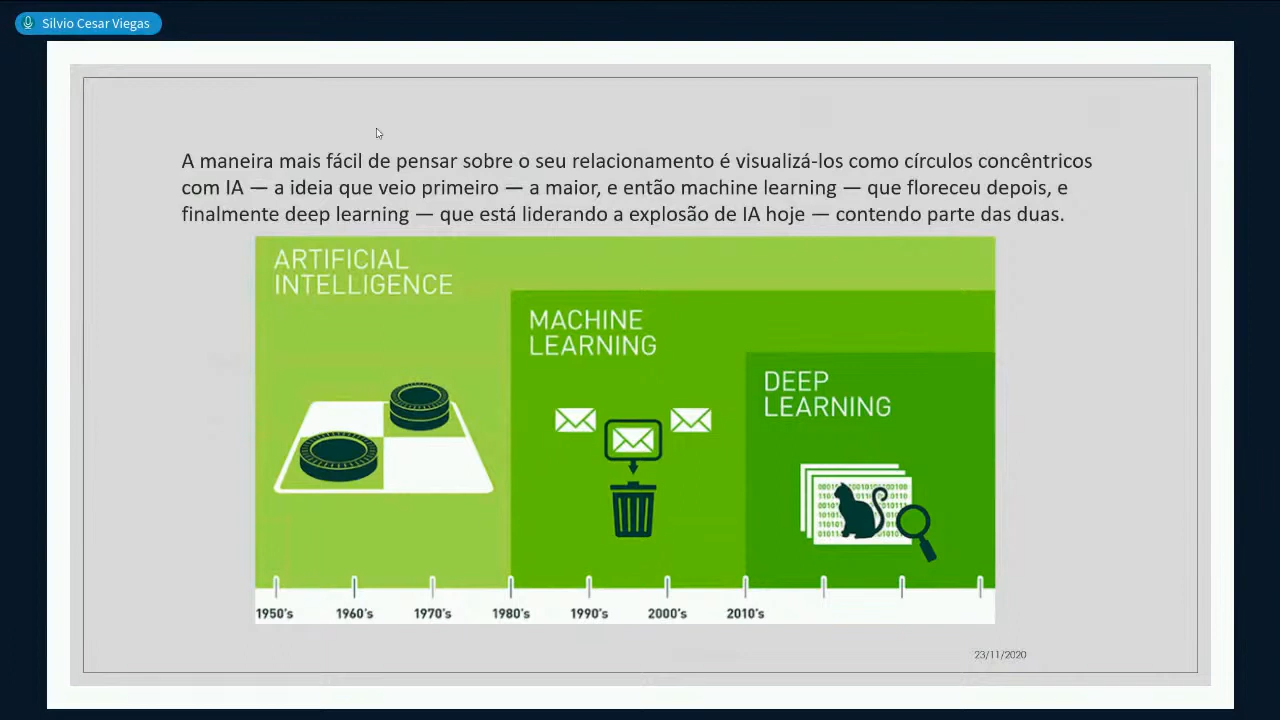 Silvio Cesar Viegas
A maneira mais fácil de pensar sobre o seu relacionamento é visualizá-los como círculos concêntricos
com IA — a ideia que veio primeiro — a maior, e então machine learning — que floreceu depois, e
finalmente deep learning — que está liderando a explosão de IA hoje — contendo parte das duas.
ARTIFICIAL
INTELLIGENCE
MACHINE
LEARNING
DEEP
LEARNING
1950's 1960's 1970's 1980's 1990's 2000's 2010's
23/11/2020